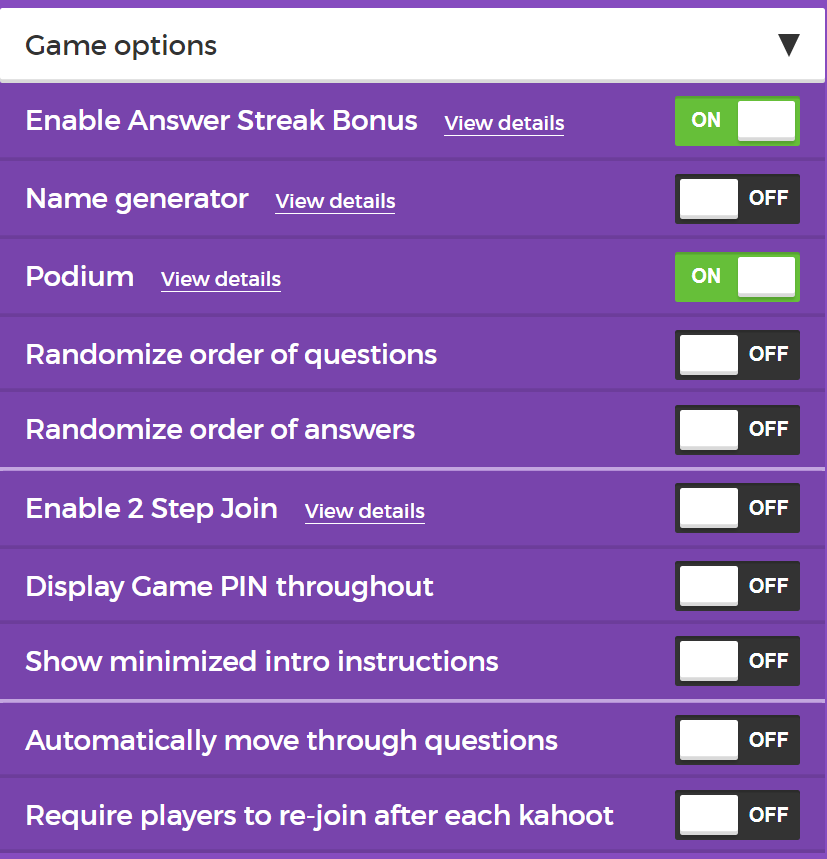 Game options
Enable Answer Streak Bonus View details ON
Name generator View details OFF
Podium View details ON
Randomize order of questions OFF
Randomize order of answers OFF
Enable 2 Step Join View details OFF
Display Game PIN throughout OFF
Show minimized intro instructions OFF
Automatically move through questions OFF
Require players to re-join after each kahoot OFF